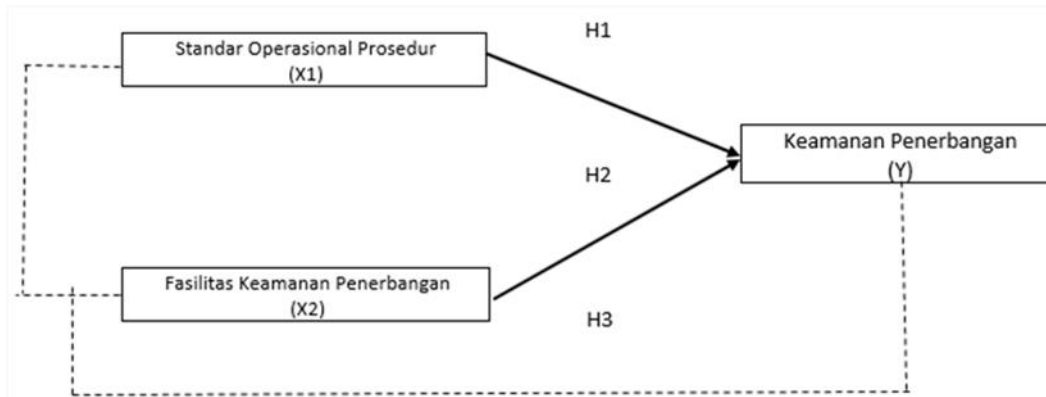 H1
Standar Operasional Prosedur
(X1)
Keamanan Penerbangan
(Y)
H2
Fasilitas Keamanan Penerbangan
(X2)
H3